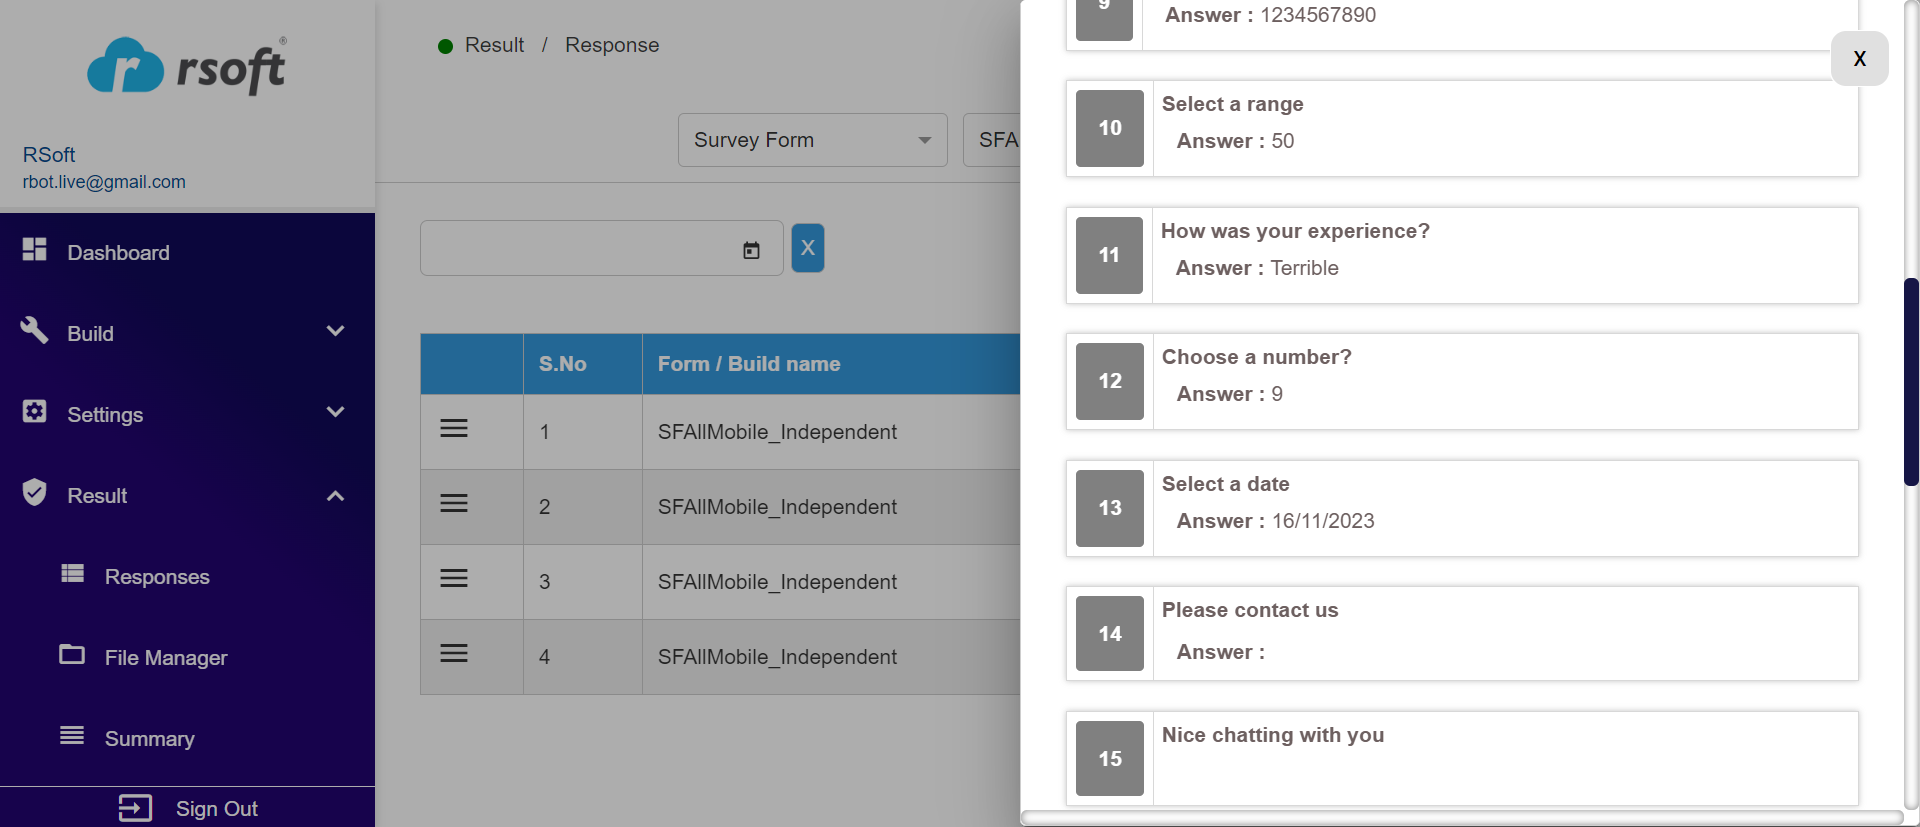 rsoft
®
RSoft
rbot.live@gmail.com
Dashboard
Build
Settings
Result
Responses
File Manager
Summary
Sign Out
Result / Response
Survey Form
SFA
X
S.No Form / Build name
1 SFAllMobile_Independent
2 SFAllMobile_Independent
3 SFAllMobile_Independent
4 SFAllMobile_Independent
X
9
Answer : 1234567890
10
Select a range
Answer : 50
11
How was your experience?
Answer : Terrible
12
Choose a number?
Answer : 9
13
Select a date
Answer : 16/11/2023
14
Please contact us
Answer :
15
Nice chatting with you